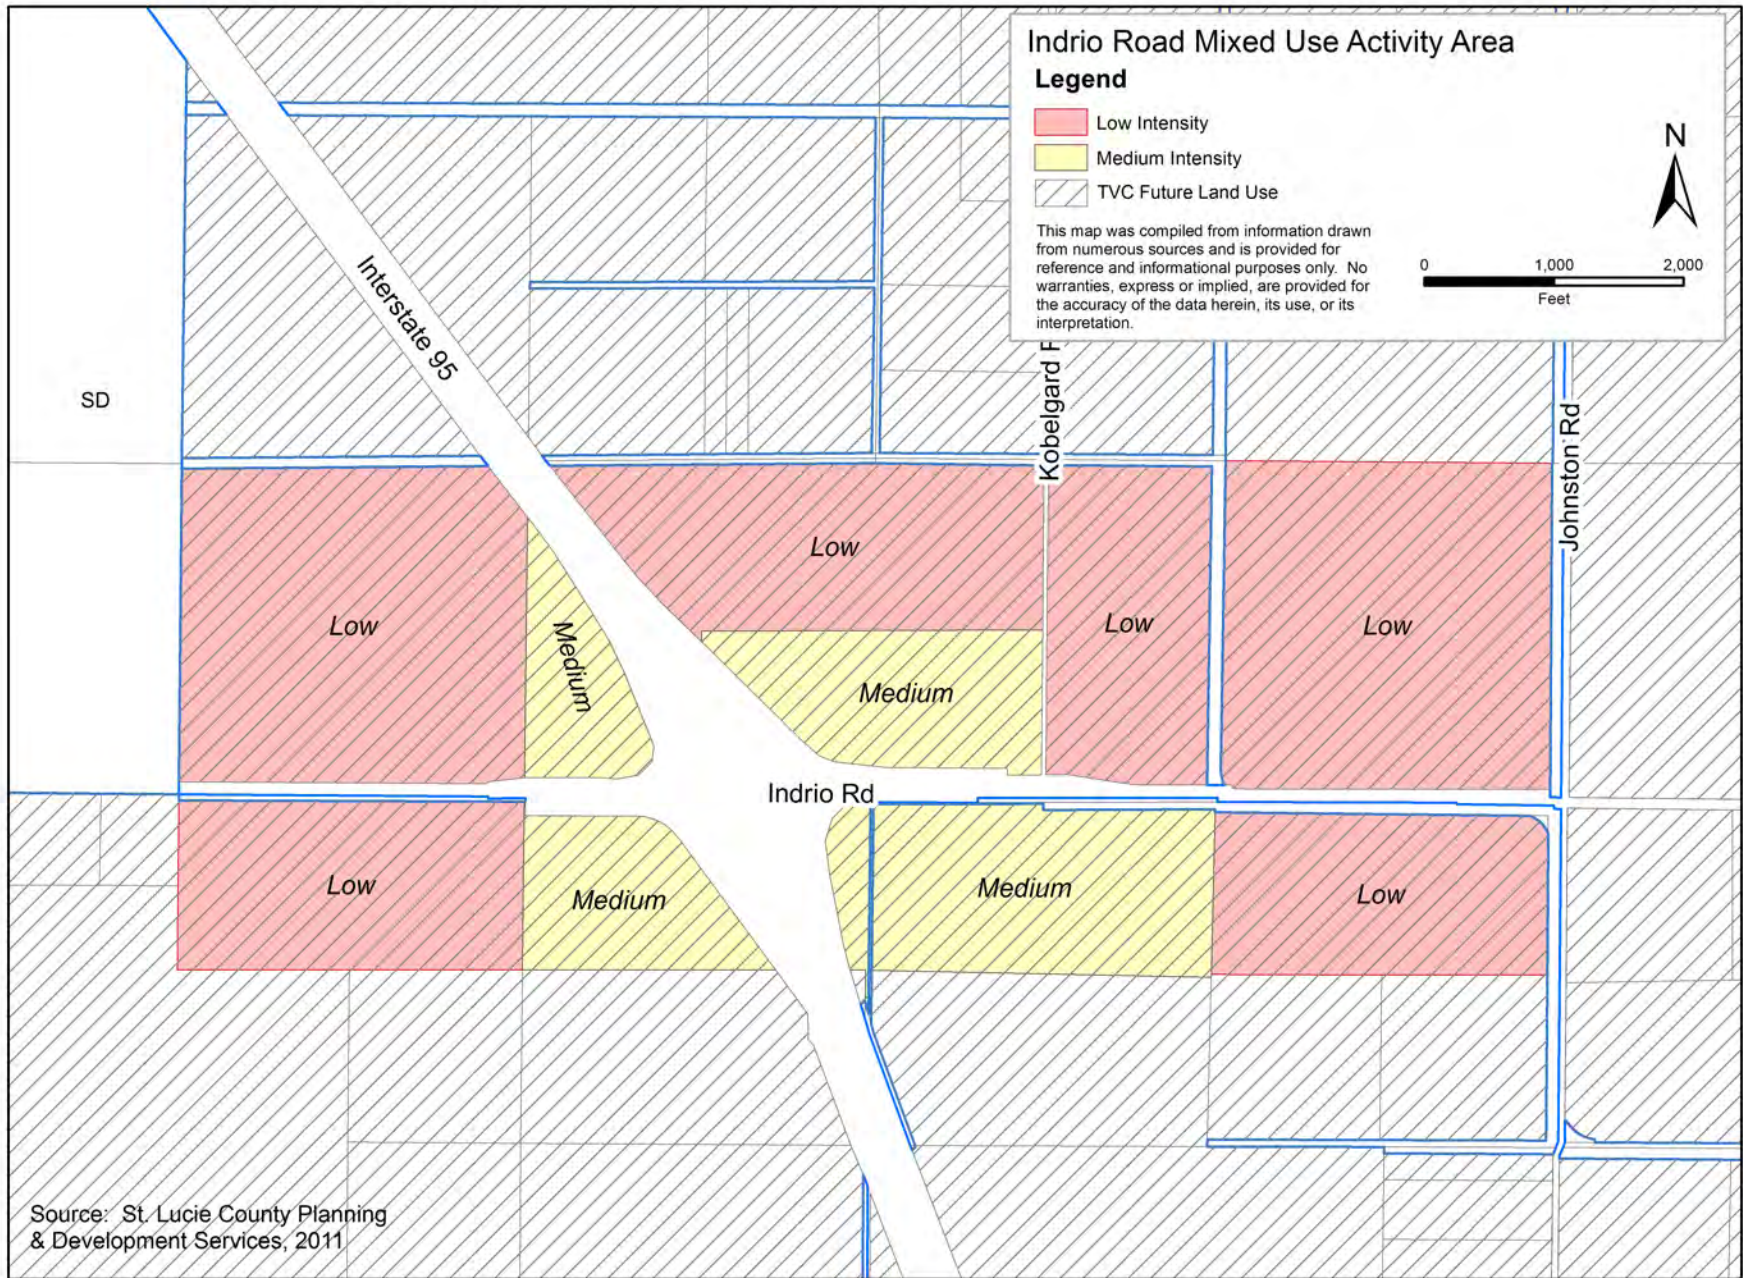 Indrio Road Mixed Use Activity Area
Legend
Low Intensity
Medium Intensity
TVC Future Land Use
N
This map was compiled from information drawn
from numerous sources and is provided for
reference and informational purposes only. No
warranties, express or implied, are provided for
the accuracy of the data herein, its use, or its
interpretation.
0 1,000 2,000
Feet
Interstate 95
SD
Kobelgard
Johnston Rd
Low
Low
Low
Low
Medium
Medium
Indrio Rd
Low
Medium
Medium
Low
Source: St. Lucie County Planning
& Development Services, 2011